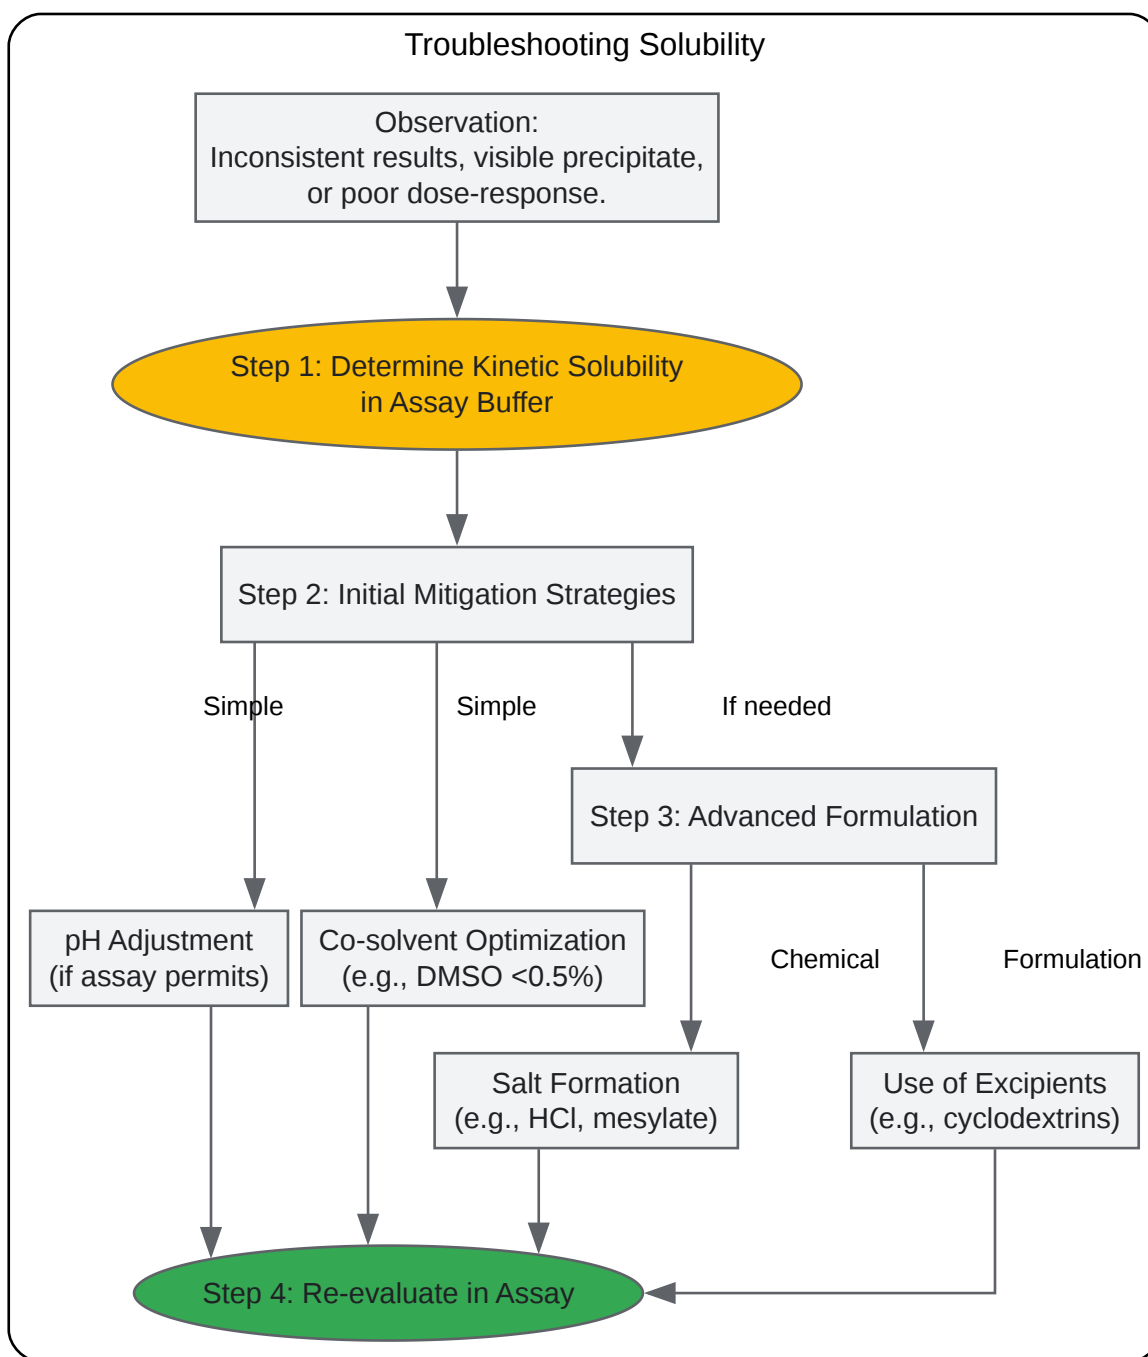 Troubleshooting Solubility
Observation:
Inconsistent results, visible precipitate,
or poor dose-response.
Step 1: Determine Kinetic Solubility
in Assay Buffer
Step 2: Initial Mitigation Strategies
Simple
Simple
If needed
Step 3: Advanced Formulation
pH Adjustment
(if assay permits)
Co-solvent Optimization
(e.g., DMSO <0.5%)
Chemical
Formulation
Salt Formation
(e.g., HCl, mesylate)
Use of Excipients
(e.g., cyclodextrins)
Step 4: Re-evaluate in Assay